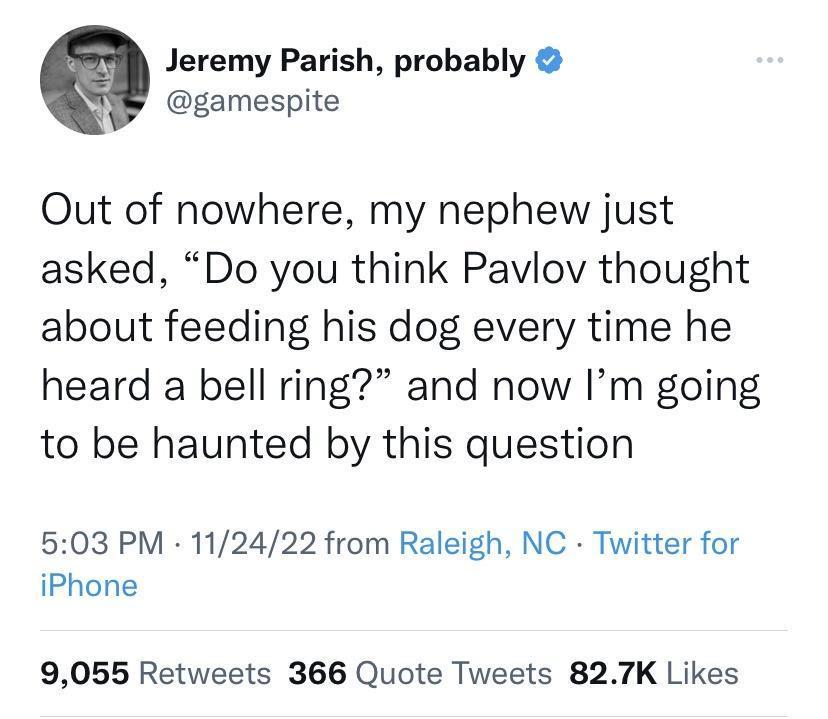 Jeremy Parish, probably
@gamespite
Out of nowhere, my nephew just
asked, “Do you think Pavlov thought
about feeding his dog every time he
heard a bell ring?” and now I’m going
to be haunted by this question
5:03 PM · 11/24/22 from Raleigh, NC · Twitter for
iPhone
9,055 Retweets 366 Quote Tweets 82.7K Likes